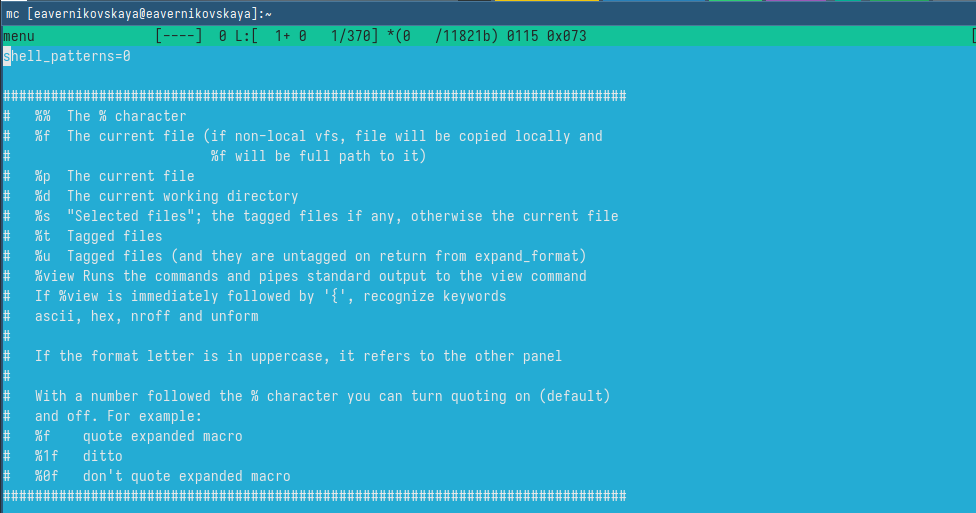 mc [eavernikovskaya@eavernikovskaya]:~
menu               [----]  0 L:[  1+ 0   1/370] *(0   /11821b) 0115 0x073                                                [
shell_patterns=0
##############################################################################
#   %%  The % character
#   %f  The current file (if non-local vfs, file will be copied locally and
#                         %f will be full path to it)
#   %p  The current file
#   %d  The current working directory
#   %s  "Selected files"; the tagged files if any, otherwise the current file
#   %t  Tagged files
#   %u  Tagged files (and they are untagged on return from expand_format)
#   %view Runs the commands and pipes standard output to the view command
#   If %view is immediately followed by '{', recognize keywords
#   ascii, hex, nroff and unform
#
#   If the format letter is in uppercase, it refers to the other panel
#
#   With a number followed the % character you can turn quoting on (default)
#   and off. For example:
#   %f    quote expanded macro
#   %1f   ditto
#   %0f   don't quote expanded macro
##############################################################################